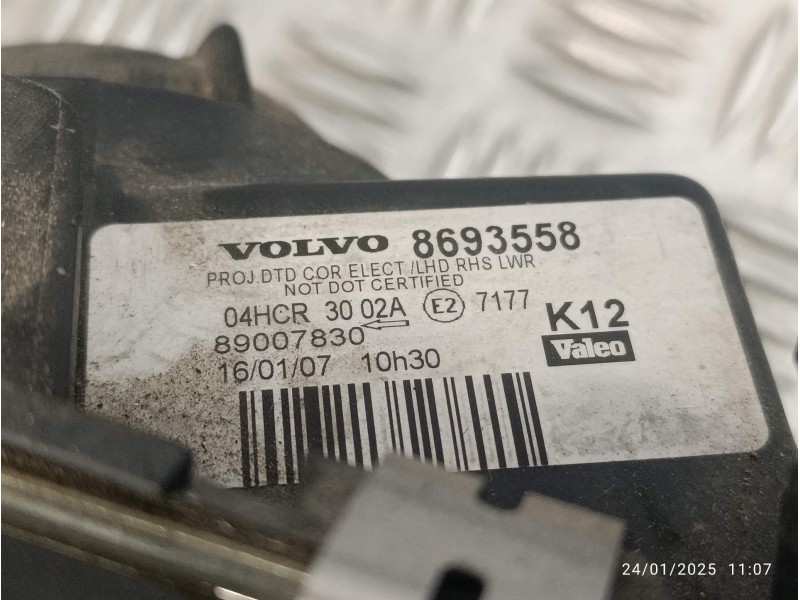 VOLVO 8693558
PROJ.DTD COR ELECT /LHD RHS LWR
NOT DOT CERTIFIED
04HCR 30 02A E2 7177
89007830
16/01/07 10h30
K12
Valeo
24/01/2025 11:07